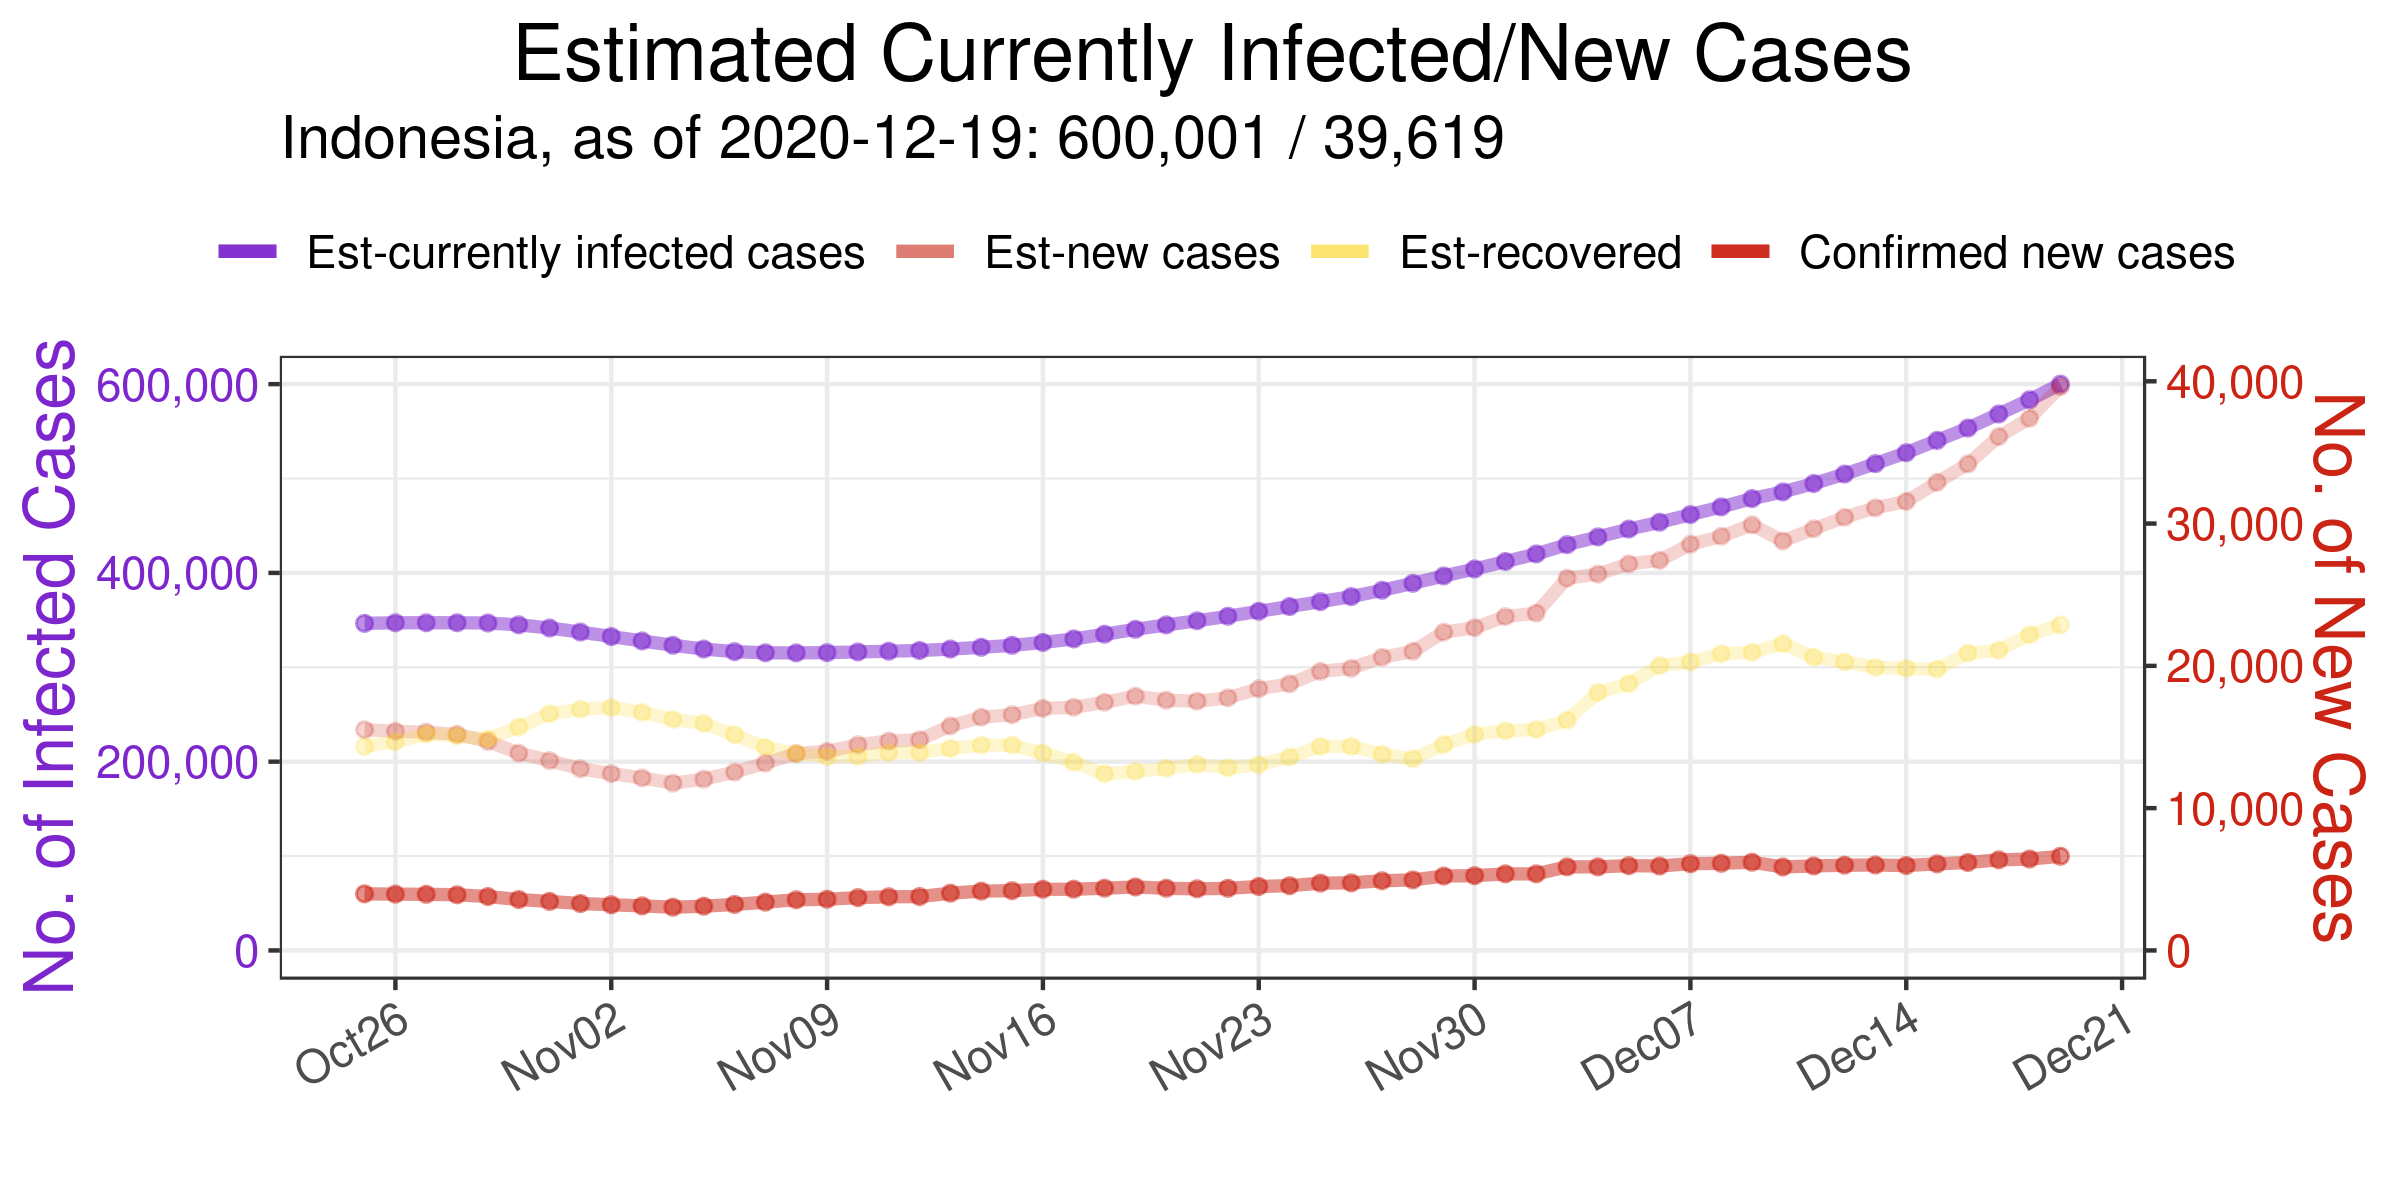 Estimated Currently Infected/New Cases
Indonesia, as of 2020-12-19: 600,001 / 39,619
Est-currently infected cases Est-new cases Est-recovered Confirmed new cases
No. of Infected Cases
600,000
400,000
200,000
0
40,000
30,000
20,000
10,000
0
No. of New Cases
Oct26 Nov02 Nov09 Nov16 Nov23 Nov30 Dec07 Dec14 Dec21